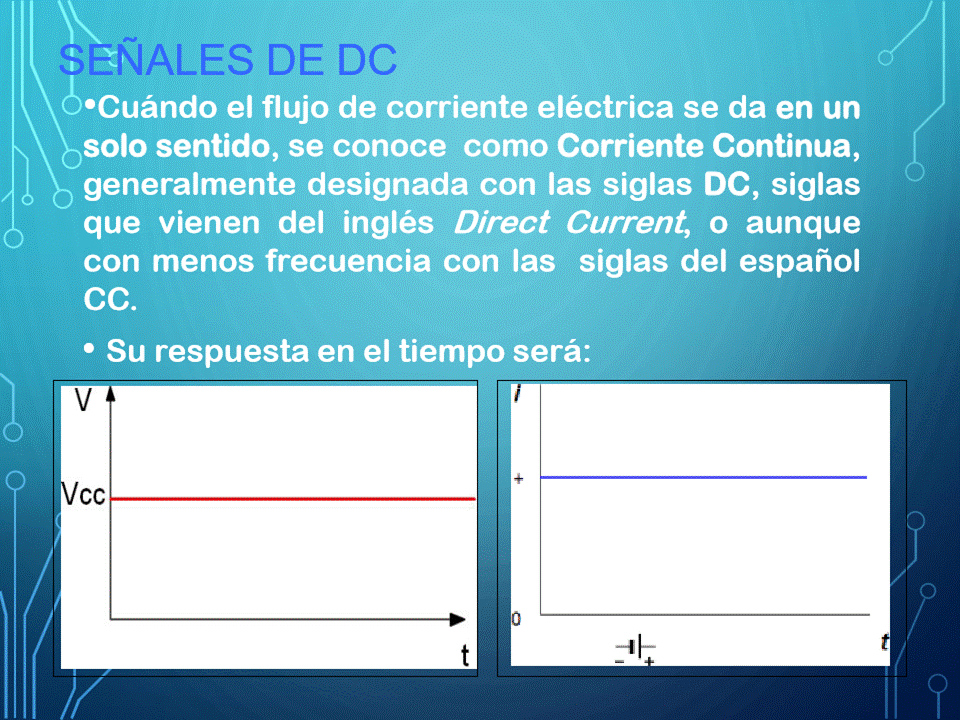 SEÑALES DE DC
•Cuándo el flujo de corriente eléctrica se da en un
solo sentido, se conoce como Corriente Continua,
generalmente designada con las siglas DC, siglas
que vienen del inglés Direct Current, o aunque
con menos frecuencia con las siglas del español
CC.
• Su respuesta en el tiempo será:
V
Vcc
t
i
+
0
t
− +